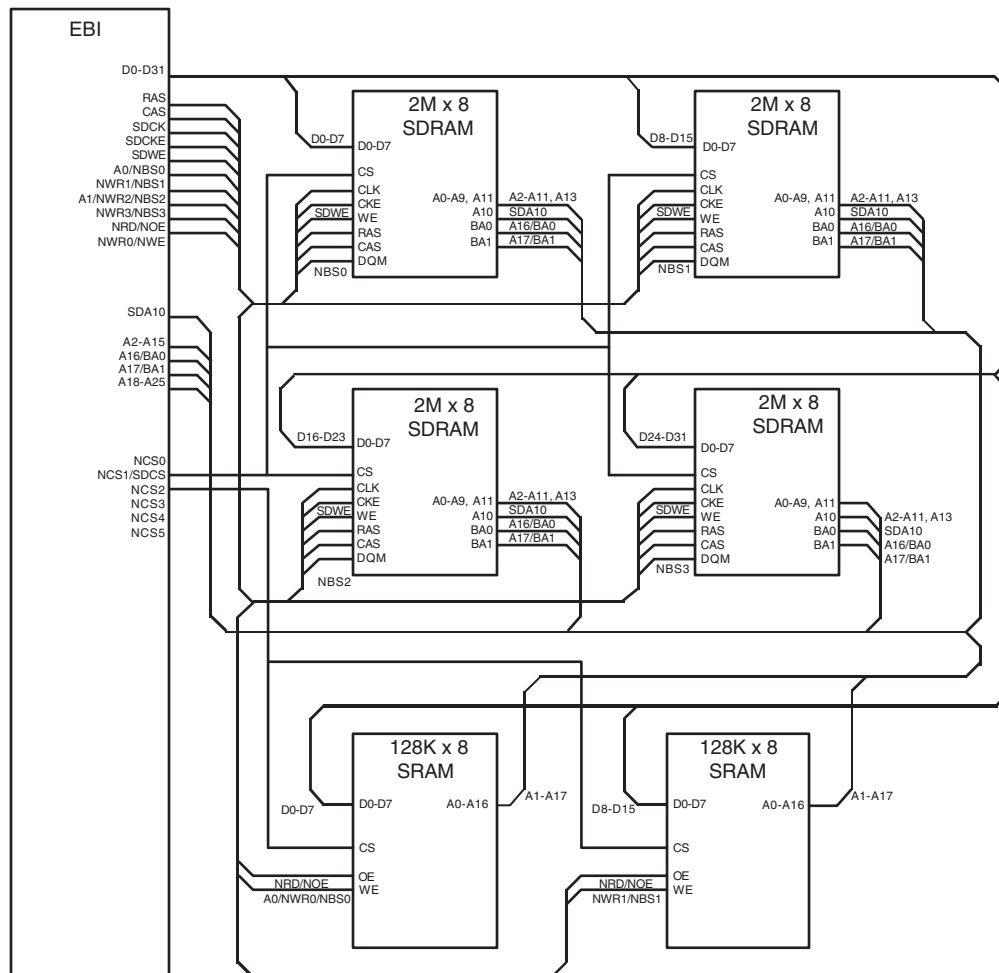 EBI
D0-D31
RAS
CAS
SDCK
SDCKE
SDWE
A0/NBS0
NWR1/NBS1
A1/NWR2/NBS2
NWR3/NBS3
NRD/NOE
NWR0/NWE
SDA10
A2-A15
A16/BA0
A17/BA1
A18-A25
NCS0
NCS1/SDCS
NCS2
NCS3
NCS4
NCS5
2M x 8
SDRAM
D0-D7
D0-D7
CS
CLK
CKE
SDWE
WE
RAS
CAS
DQM
NBS0
A0-A9, A11
A10
BA0
BA1
A2-A11, A13
SDA10
A16/BA0
A17/BA1
2M x 8
SDRAM
D8-D15
D0-D7
CS
CLK
CKE
SDWE
WE
RAS
CAS
DQM
NBS1
A0-A9, A11
A10
BA0
BA1
A2-A11, A13
SDA10
A16/BA0
A17/BA1
2M x 8
SDRAM
D16-D23
D0-D7
CS
CLK
CKE
SDWE
WE
RAS
CAS
DQM
NBS2
A0-A9, A11
A10
BA0
BA1
A2-A11, A13
SDA10
A16/BA0
A17/BA1
2M x 8
SDRAM
D24-D31
D0-D7
CS
CLK
CKE
SDWE
WE
RAS
CAS
DQM
NBS3
A0-A9, A11
A10
BA0
BA1
A2-A11, A13
SDA10
A16/BA0
A17/BA1
128K x 8
SRAM
D0-D7
D0-D7
A0-A16
A1-A17
CS
OE
NRD/NOE
WE
A0/NWR0/NBS0
128K x 8
SRAM
D8-D15
D0-D7
A0-A16
A1-A17
CS
OE
NRD/NOE
WE
NWR1/NBS1